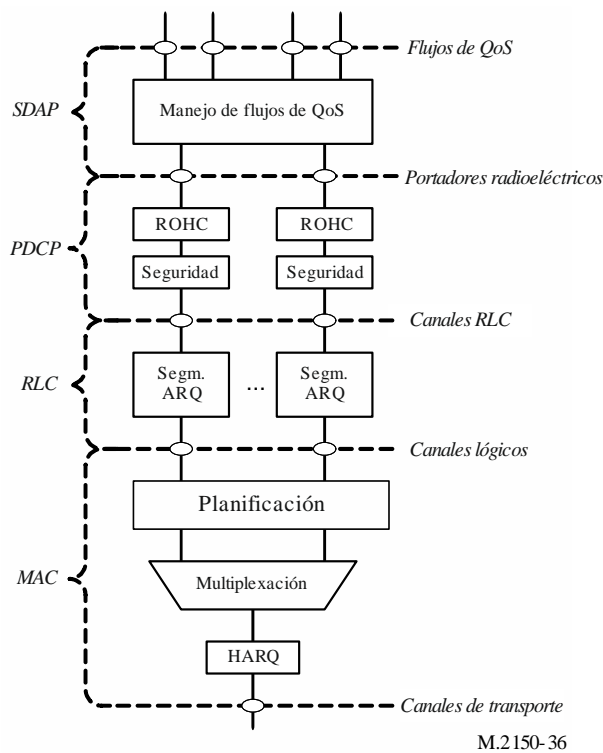 Flujos de QoS
SDAP
Manejo de flujos de QoS
Portadores radioeléctricos
ROHC
ROHC
PDCP
Seguridad
Seguridad
Canales RLC
RLC
Segm.
ARQ
...
Segm.
ARQ
Canales lógicos
Planificación
MAC
Multiplexación
HARQ
Canales de transporte
M.2150-36